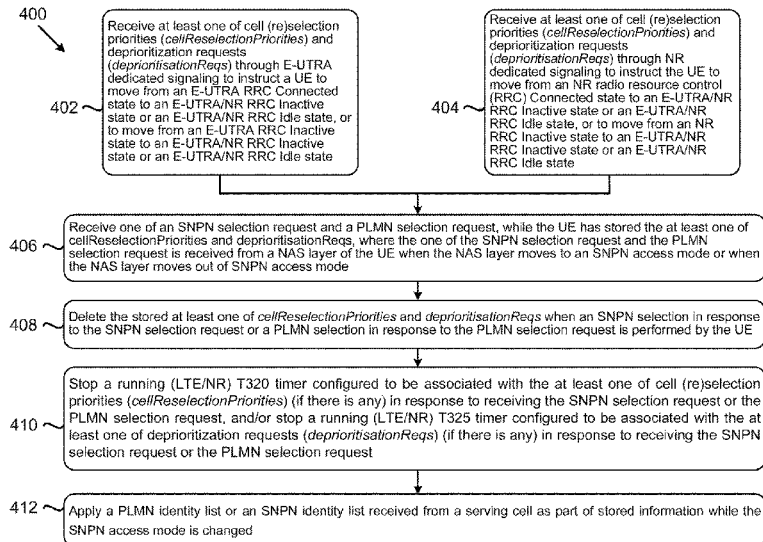 400
402
Receive at least one of cell (re)selection
priorities (cellReselectionPriorities) and
deprioritization requests
(deprioritisationReqs) through E-UTRA
dedicated signaling to instruct a UE to
move from an E-UTRA RRC Connected
state to an E-UTRA/NR RRC Inactive
state or an E-UTRA/NR RRC Idle state, or
to move from an E-UTRA RRC Inactive
state to an E-UTRA/NR RRC Inactive
state or an E-UTRA/NR RRC Idle state
404
Receive at least one of cell (re)selection
priorities (cellReselectionPriorities) and
deprioritization requests
(deprioritisationReqs) through NR
dedicated signaling to instruct the UE to
move from an NR radio resource control
(RRC) Connected state to an E-UTRA/NR
RRC Inactive state or an E-UTRA/NR
RRC Idle state, or to move from an NR
RRC Inactive state to an E-UTRA/NR
RRC Inactive state or an E-UTRA/NR
RRC Idle state
406
Receive one of an SNPN selection request and a PLMN selection request, while the UE has stored the at least one of
cellReselectionPriorities and deprioritisationReqs, where the one of the SNPN selection request and the PLMN
selection request is received from a NAS layer of the UE when the NAS layer moves to an SNPN access mode or when
the NAS layer moves out of SNPN access mode
408
Delete the stored at least one of cellReselectionPriorities and deprioritisationReqs when an SNPN selection in response
to the SNPN selection request or a PLMN selection in response to the PLMN selection request is performed by the UE
410
Stop a running (LTE/NR) T320 timer configured to be associated with the at least one of cell (re)selection
priorities (cellReselectionPriorities) (if there is any) in response to receiving the SNPN selection request or the
PLMN selection request, and/or stop a running (LTE/NR) T325 timer configured to be associated with the at
least one of deprioritization requests (deprioritisationReqs) (if there is any) in response to receiving the SNPN
selection request or the PLMN selection request
412
Apply a PLMN identity list or an SNPN identity list received from a serving cell as part of stored information while the
SNPN access mode is changed